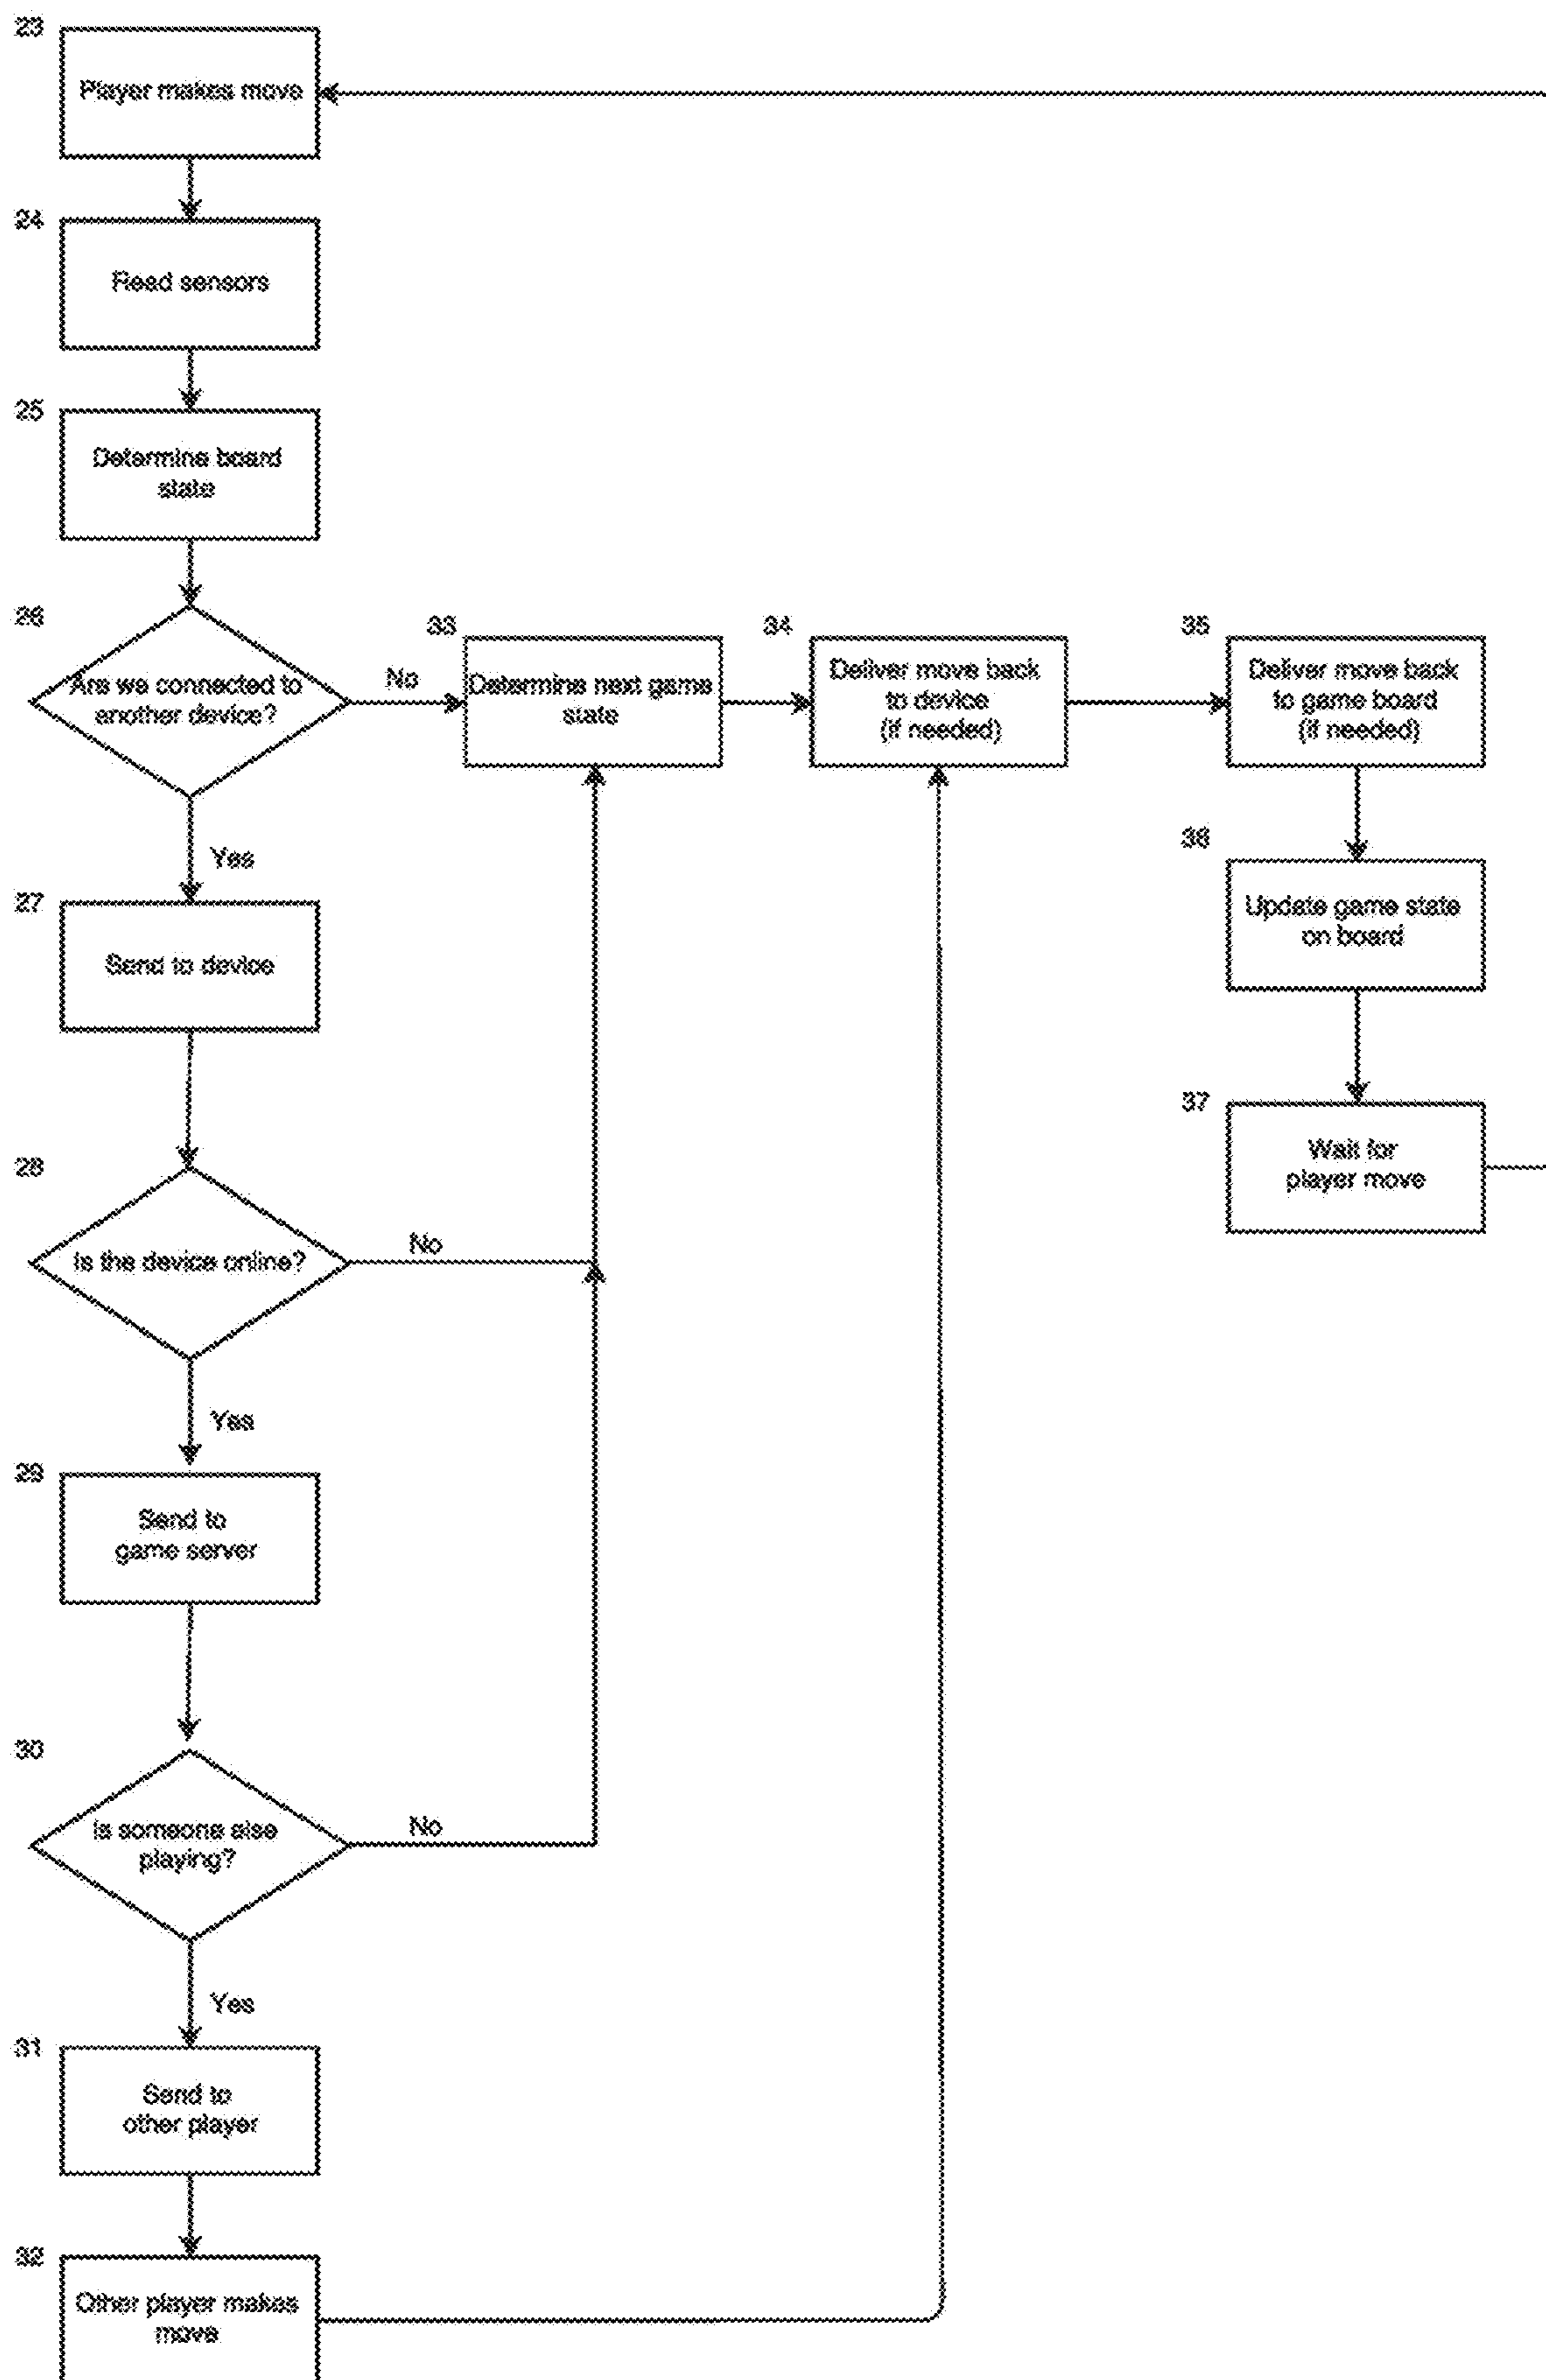 23
Player makes move
24
Read sensors
25
Determine board
state
26
Are we connected to
another device?
No
33
Determine next game
state
34
Deliver move back
to device
(if needed)
35
Deliver move back
to game board
(if needed)
36
Update game state
on board
37
Wait for
player move
Yes
27
Send to device
28
Is the device online?
No
Yes
29
Send to
game server
30
Is someone else
playing?
No
Yes
31
Send to
other player
32
Other player makes
move